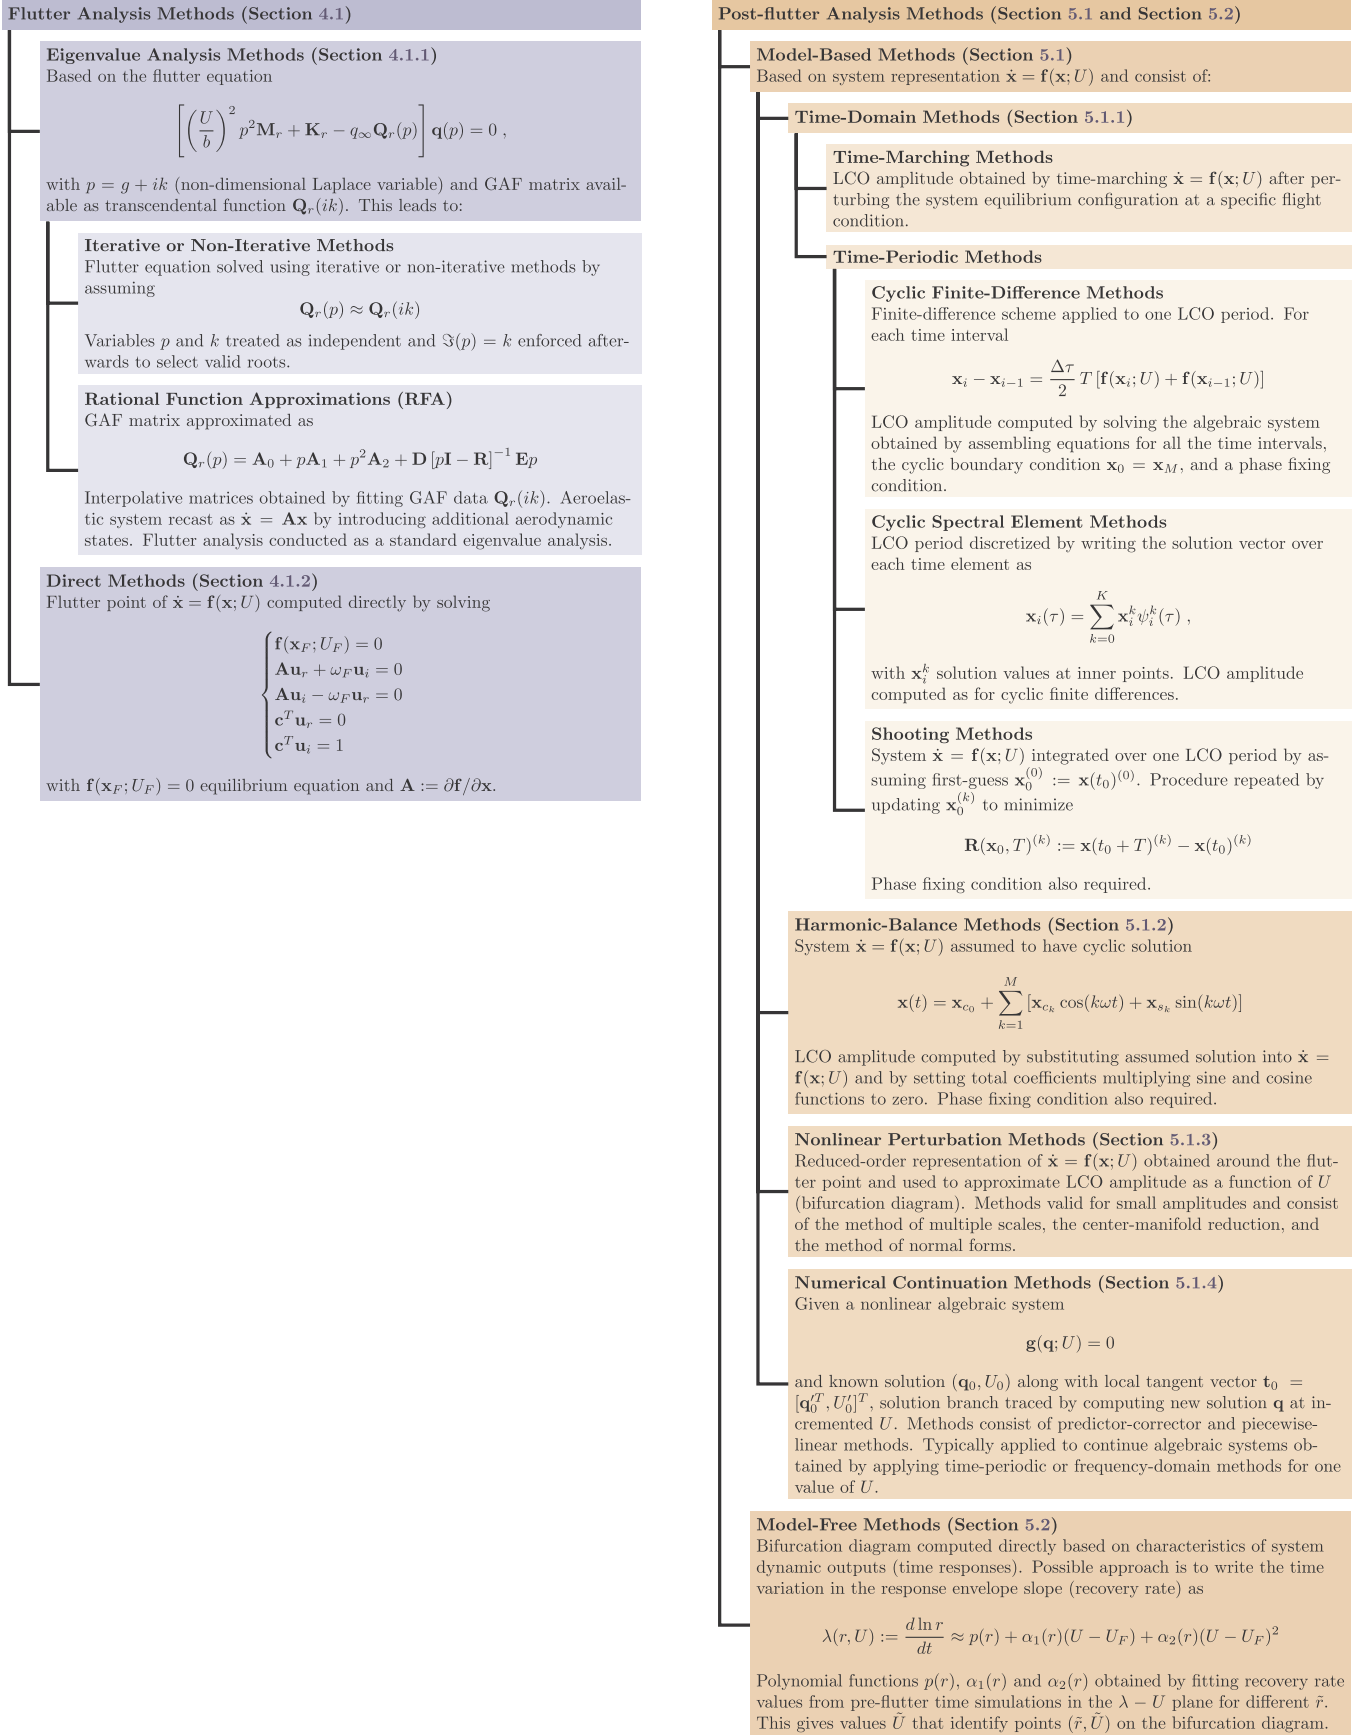 Flutter Analysis Methods (Section 4.1)
Eigenvalue Analysis Methods (Section 4.1.1)
Based on the flutter equation
[(U/b)^2 p^2 M_r + K_r − q_∞ Q_r(p)] q(p) = 0 ,
with p = g + ik (non-dimensional Laplace variable) and GAF matrix avail-
able as transcendental function Q_r(ik). This leads to:
Iterative or Non-Iterative Methods
Flutter equation solved using iterative or non-iterative methods by
assuming
Q_r(p) ≈ Q_r(ik)
Variables p and k treated as independent and ℑ(p) = k enforced after-
wards to select valid roots.
Rational Function Approximations (RFA)
GAF matrix approximated as
Q_r(p) = A_0 + pA_1 + p^2 A_2 + D [pI − R]^{−1} Ep
Interpolative matrices obtained by fitting GAF data Q_r(ik). Aeroelas-
tic system recast as ẋ = Ax by introducing additional aerodynamic
states. Flutter analysis conducted as a standard eigenvalue analysis.
Direct Methods (Section 4.1.2)
Flutter point of ẋ = f(x; U) computed directly by solving
f(x_F; U_F) = 0
Au_r + ω_F u_i = 0
Au_i − ω_F u_r = 0
c^T u_r = 0
c^T u_i = 1
with f(x_F; U_F) = 0 equilibrium equation and A := ∂f/∂x.
Post-flutter Analysis Methods (Section 5.1 and Section 5.2)
Model-Based Methods (Section 5.1)
Based on system representation ẋ = f(x; U) and consist of:
Time-Domain Methods (Section 5.1.1)
Time-Marching Methods
LCO amplitude obtained by time-marching ẋ = f(x; U) after per-
turbing the system equilibrium configuration at a specific flight
condition.
Time-Periodic Methods
Cyclic Finite-Difference Methods
Finite-difference scheme applied to one LCO period. For
each time interval
x_i − x_{i−1} = Δτ/2 T [f(x_i; U) + f(x_{i−1}; U)]
LCO amplitude computed by solving the algebraic system
obtained by assembling equations for all the time intervals,
the cyclic boundary condition x_0 = x_M, and a phase fixing
condition.
Cyclic Spectral Element Methods
LCO period discretized by writing the solution vector over
each time element as
x_i(τ) = ∑_{k=0}^{K} x_i^k ψ_i^k(τ) ,
with x_i^k solution values at inner points. LCO amplitude
computed as for cyclic finite differences.
Shooting Methods
System ẋ = f(x; U) integrated over one LCO period by as-
suming first-guess x_0^{(0)} := x(t_0)^{(0)}. Procedure repeated by
updating x_0^{(k)} to minimize
R(x_0, T)^{(k)} := x(t_0 + T)^{(k)} − x(t_0)^{(k)}
Phase fixing condition also required.
Harmonic-Balance Methods (Section 5.1.2)
System ẋ = f(x; U) assumed to have cyclic solution
x(t) = x_{c_0} + ∑_{k=1}^{M} [x_{c_k} cos(kωt) + x_{s_k} sin(kωt)]
LCO amplitude computed by substituting assumed solution into ẋ =
f(x; U) and by setting total coefficients multiplying sine and cosine
functions to zero. Phase fixing condition also required.
Nonlinear Perturbation Methods (Section 5.1.3)
Reduced-order representation of ẋ = f(x; U) obtained around the flut-
ter point and used to approximate LCO amplitude as a function of U
(bifurcation diagram). Methods valid for small amplitudes and consist
of the method of multiple scales, the center-manifold reduction, and
the method of normal forms.
Numerical Continuation Methods (Section 5.1.4)
Given a nonlinear algebraic system
g(q; U) = 0
and known solution (q_0, U_0) along with local tangent vector t_0 =
[q_0'^T, U_0']^T, solution branch traced by computing new solution q at in-
cremented U. Methods consist of predictor-corrector and piecewise-
linear methods. Typically applied to continue algebraic systems ob-
tained by applying time-periodic or frequency-domain methods for one
value of U.
Model-Free Methods (Section 5.2)
Bifurcation diagram computed directly based on characteristics of system
dynamic outputs (time responses). Possible approach is to write the time
variation in the response envelope slope (recovery rate) as
λ(r, U) := d ln r/dt ≈ p(r) + α_1(r)(U − U_F) + α_2(r)(U − U_F)^2
Polynomial functions p(r), α_1(r) and α_2(r) obtained by fitting recovery rate
values from pre-flutter time simulations in the λ − U plane for different r̃.
This gives values Ũ that identify points (r̃, Ũ) on the bifurcation diagram.